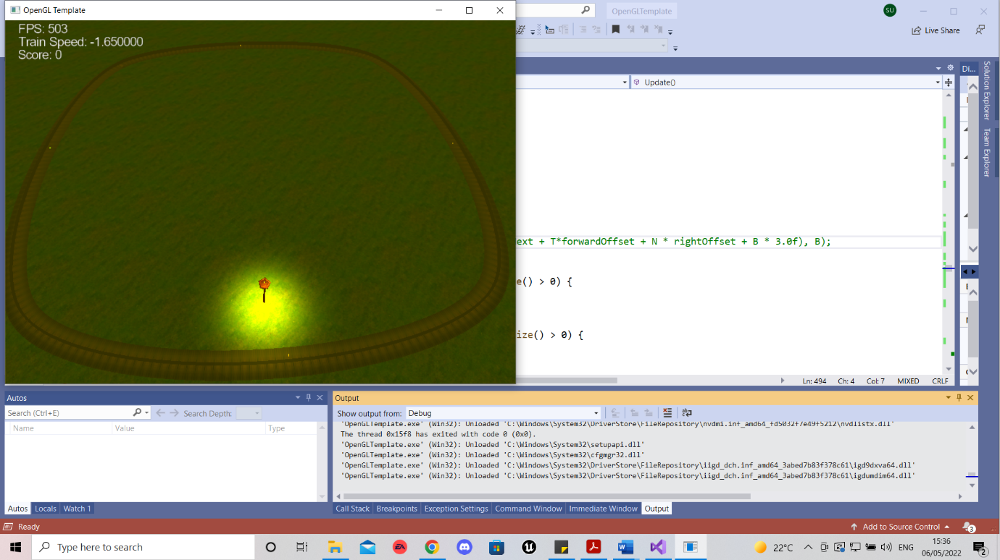 OpenGL Template
FPS: 503
Train Speed: -1.650000
Score: 0
OpenGLTemplate
SU
Live Share
Di...
Update()
Solution Explorer
Team Explorer
ext + T*forwardOffset + N * rightOffset + B * 3.0f), B);
e() > 0) {
ize() > 0) {
Ln: 494 Ch: 4 Col: 7 MIXED CRLF
Autos
Search (Ctrl+E) Search Depth:
Name Value Type
Autos Locals Watch 1
Output
Show output from: Debug
'OpenGLTemplate.exe' (Win32): Unloaded 'C:\Windows\System32\DriverStore\FileRepository\nvdmi.inf_amd64_fd5032f7e49f5212\nvdlistx.dll'
The thread 0x15f8 has exited with code 0 (0x0).
'OpenGLTemplate.exe' (Win32): Unloaded 'C:\Windows\System32\setupapi.dll'
'OpenGLTemplate.exe' (Win32): Unloaded 'C:\Windows\System32\cfgmgr32.dll'
'OpenGLTemplate.exe' (Win32): Unloaded 'C:\Windows\System32\DriverStore\FileRepository\iigd_dch.inf_amd64_3abed7b83f378c61\igd9dxva64.dll'
'OpenGLTemplate.exe' (Win32): Unloaded 'C:\Windows\System32\DriverStore\FileRepository\iigd_dch.inf_amd64_3abed7b83f378c61\igdumdim64.dll'
Call Stack Breakpoints Exception Settings Command Window Immediate Window Output
Ready
Add to Source Control
3
Type here to search
EA
W
22°C
ENG
15:36
06/05/2022
2